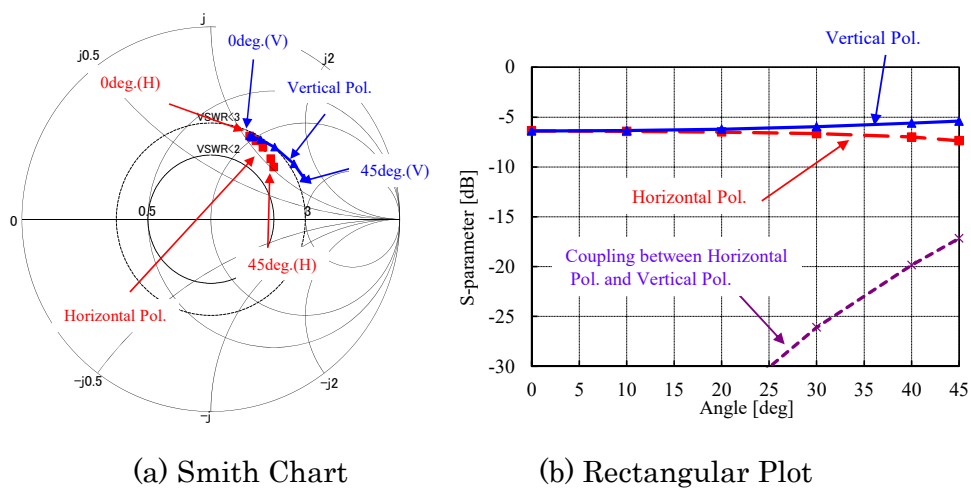 j
j0.5
0deg.(V)
j2
0deg.(H)
Vertical Pol.
VSWR<3
VSWR<2
45deg.(V)
0
0.5
3
45deg.(H)
Horizontal Pol.
−j0.5
−j2
−j
(a) Smith Chart
Vertical Pol.
0
-5
-10
-15
-20
-25
-30
S-parameter [dB]
Horizontal Pol.
Coupling between Horizontal
Pol. and Vertical Pol.
0 5 10 15 20 25 30 35 40 45
Angle [deg]
(b) Rectangular Plot